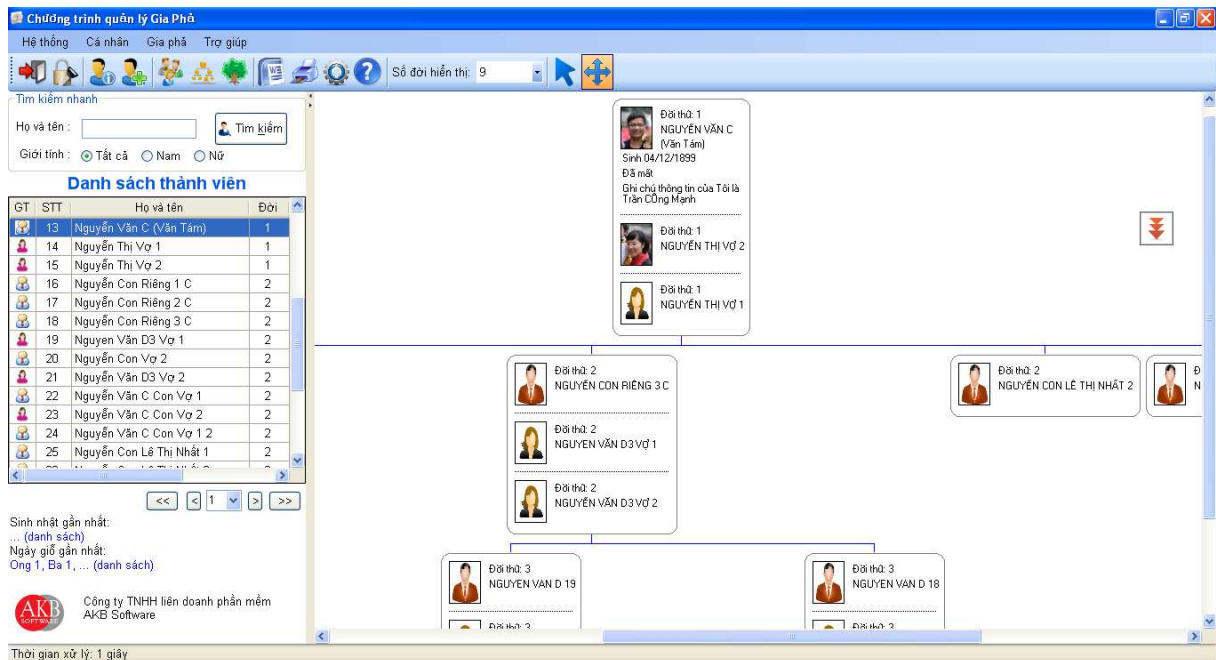 Chương trình quản lý Gia Phả
Hệ thống Cá nhân Gia phả Trợ giúp
Số đời hiển thị: 9
Tìm kiếm nhanh
Họ và tên :
Tìm kiếm
Giới tính : Tất cả Nam Nữ
Danh sách thành viên
GT STT Họ và tên Đời
13 Nguyễn Văn C (Văn Tám) 1
14 Nguyễn Thị Vợ 1 1
15 Nguyễn Thị Vợ 2 1
16 Nguyễn Con Riêng 1 C 2
17 Nguyễn Con Riêng 2 C 2
18 Nguyễn Con Riêng 3 C 2
19 Nguyen Văn D3 Vợ 1 2
20 Nguyễn Con Vợ 2 2
21 Nguyễn Văn D3 Vợ 2 2
22 Nguyễn Văn C Con Vợ 1 2
23 Nguyễn Văn C Con Vợ 2 2
24 Nguyễn Văn C Con Vợ 1 2 2
25 Nguyễn Con Lê Thị Nhất 1 2
<< < 1 > >>
Sinh nhật gần nhất:
... (danh sách)
Ngày giỗ gần nhất:
Ong 1, Ba 1, ... (danh sách)
AKB
SOFTWARE
Công ty TNHH liên doanh phần mềm
AKB Software
Thời gian xử lý: 1 giây
Đời thứ: 1
NGUYỄN VĂN C
(Văn Tám)
Sinh 04/12/1899
Đã mất
Ghi chú thông tin của Tôi là
Trần CÔng Mạnh
Đời thứ: 1
NGUYỄN THỊ VỢ 2
Đời thứ: 1
NGUYỄN THỊ VỢ 1
Đời thứ: 2
NGUYỄN CON RIÊNG 3 C
Đời thứ: 2
NGUYEN VĂN D3 VỢ 1
Đời thứ: 2
NGUYỄN VĂN D3 VỢ 2
Đời thứ: 2
NGUYỄN CON LÊ THỊ NHẤT 2
Đời thứ: 3
NGUYEN VAN D 19
Đời thứ: 3
Đời thứ: 3
NGUYEN VAN D 18
Đời thứ: 3